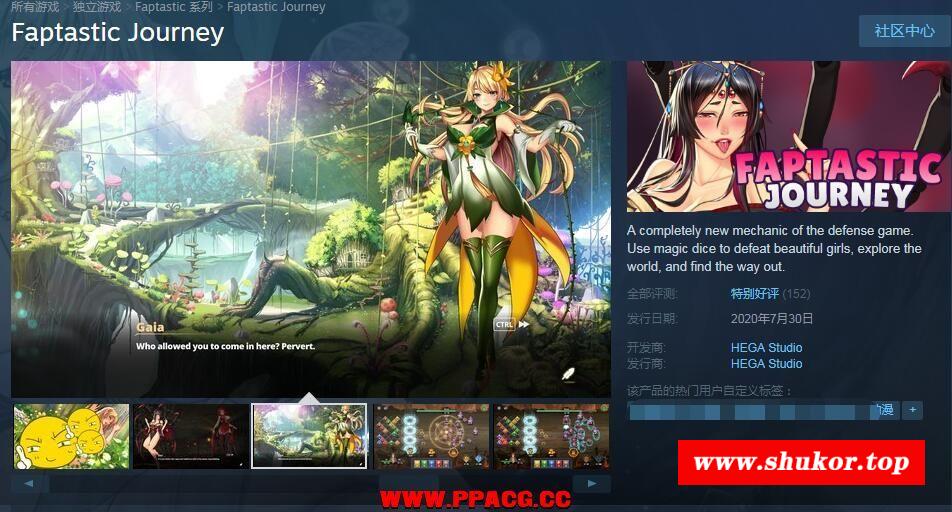 所有游戏 > 独立游戏 > Faptastic 系列 > Faptastic Journey
Faptastic Journey
社区中心
Gaia
Who allowed you to come in here? Pervert.
CTRL
FAPTASTIC
JOURNEY
A completely new mechanic of the defense game.
Use magic dice to defeat beautiful girls, explore the
world, and find the way out.
全部评测: 特别好评 (152)
发行日期: 2020年7月30日
开发商: HEGA Studio
发行商: HEGA Studio
该产品的热门用户自定义标签：
漫 +
www.shukor.top
WWW.PPACG.CC